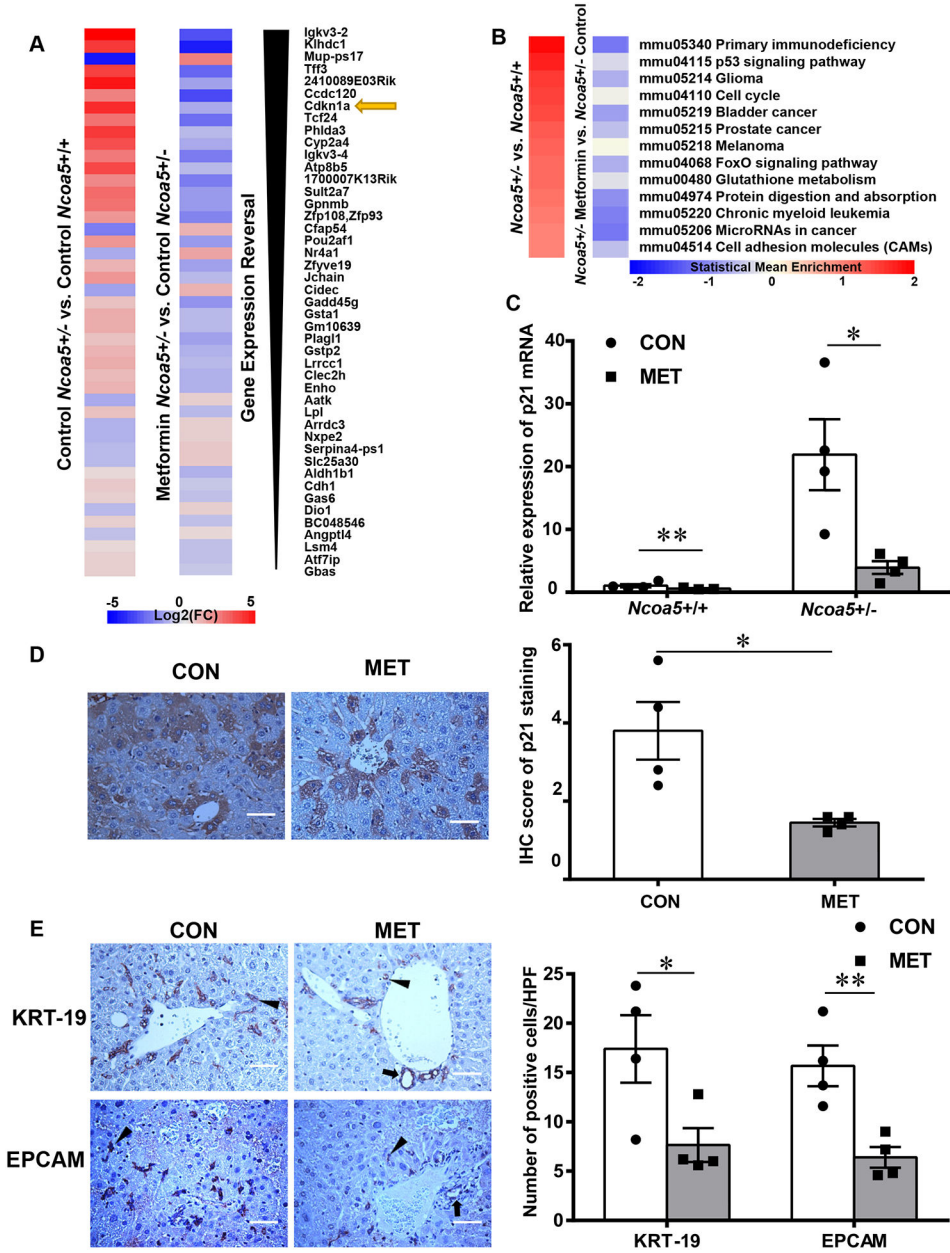 A
Control Ncoa5+/- vs. Control Ncoa5+/+
Metformin Ncoa5+/- vs. Control Ncoa5+/-
Gene Expression Reversal
Igkv3-2
Klhdc1
Mup-ps17
Tff3
2410089E03Rik
Ccdc120
Cdkn1a
Tcf24
Phlda3
Cyp2a4
Igkv3-4
Atp8b5
1700007K13Rik
Sult2a7
Gpnmb
Zfp108,Zfp93
Cfap54
Pou2af1
Nr4a1
Zfyve19
Jchain
Cidec
Gadd45g
Gsta1
Gm10639
Plagl1
Gstp2
Lrrcc1
Clec2h
Enho
Aatk
Lpl
Arrdc3
Nxpe2
Serpina4-ps1
Slc25a30
Aldh1b1
Cdh1
Gas6
Dio1
BC048546
Angptl4
Lsm4
Atf7ip
Gbas
-5 0 5
Log2(FC)
B
Ncoa5+/- vs. Ncoa5+/+
Ncoa5+/- Metformin vs. Ncoa5+/- Control
mmu05340 Primary immunodeficiency
mmu04115 p53 signaling pathway
mmu05214 Glioma
mmu04110 Cell cycle
mmu05219 Bladder cancer
mmu05215 Prostate cancer
mmu05218 Melanoma
mmu04068 FoxO signaling pathway
mmu00480 Glutathione metabolism
mmu04974 Protein digestion and absorption
mmu05220 Chronic myeloid leukemia
mmu05206 MicroRNAs in cancer
mmu04514 Cell adhesion molecules (CAMs)
Statistical Mean Enrichment
-2 -1 0 1 2
C
Relative expression of p21 mRNA
40
30
20
10
0
CON
MET
**
*
Ncoa5+/+ Ncoa5+/-
D
CON MET
IHC score of p21 staining
6
4
2
0
*
CON MET
E
CON MET
KRT-19
EPCAM
CON
MET
Number of positive cells/HPF
25
20
15
10
5
0
*
**
KRT-19 EPCAM